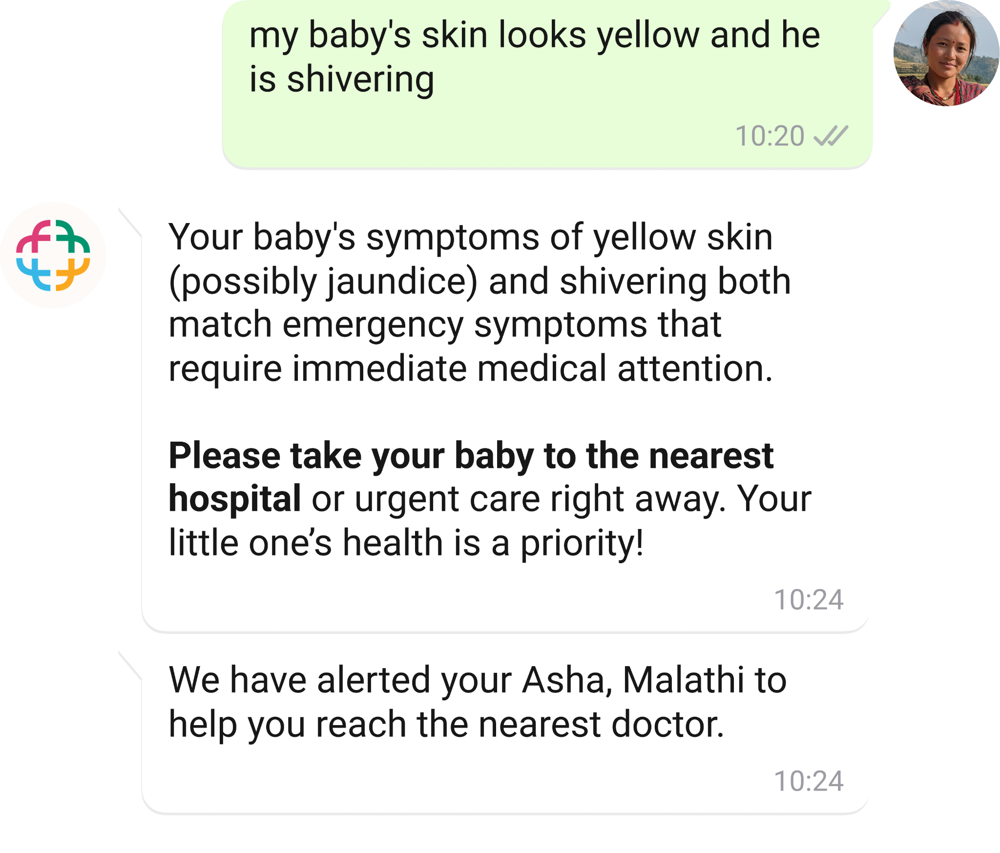 my baby's skin looks yellow and he
is shivering
10:20
Your baby's symptoms of yellow skin
(possibly jaundice) and shivering both
match emergency symptoms that
require immediate medical attention.
Please take your baby to the nearest
hospital or urgent care right away. Your
little one’s health is a priority!
10:24
We have alerted your Asha, Malathi to
help you reach the nearest doctor.
10:24